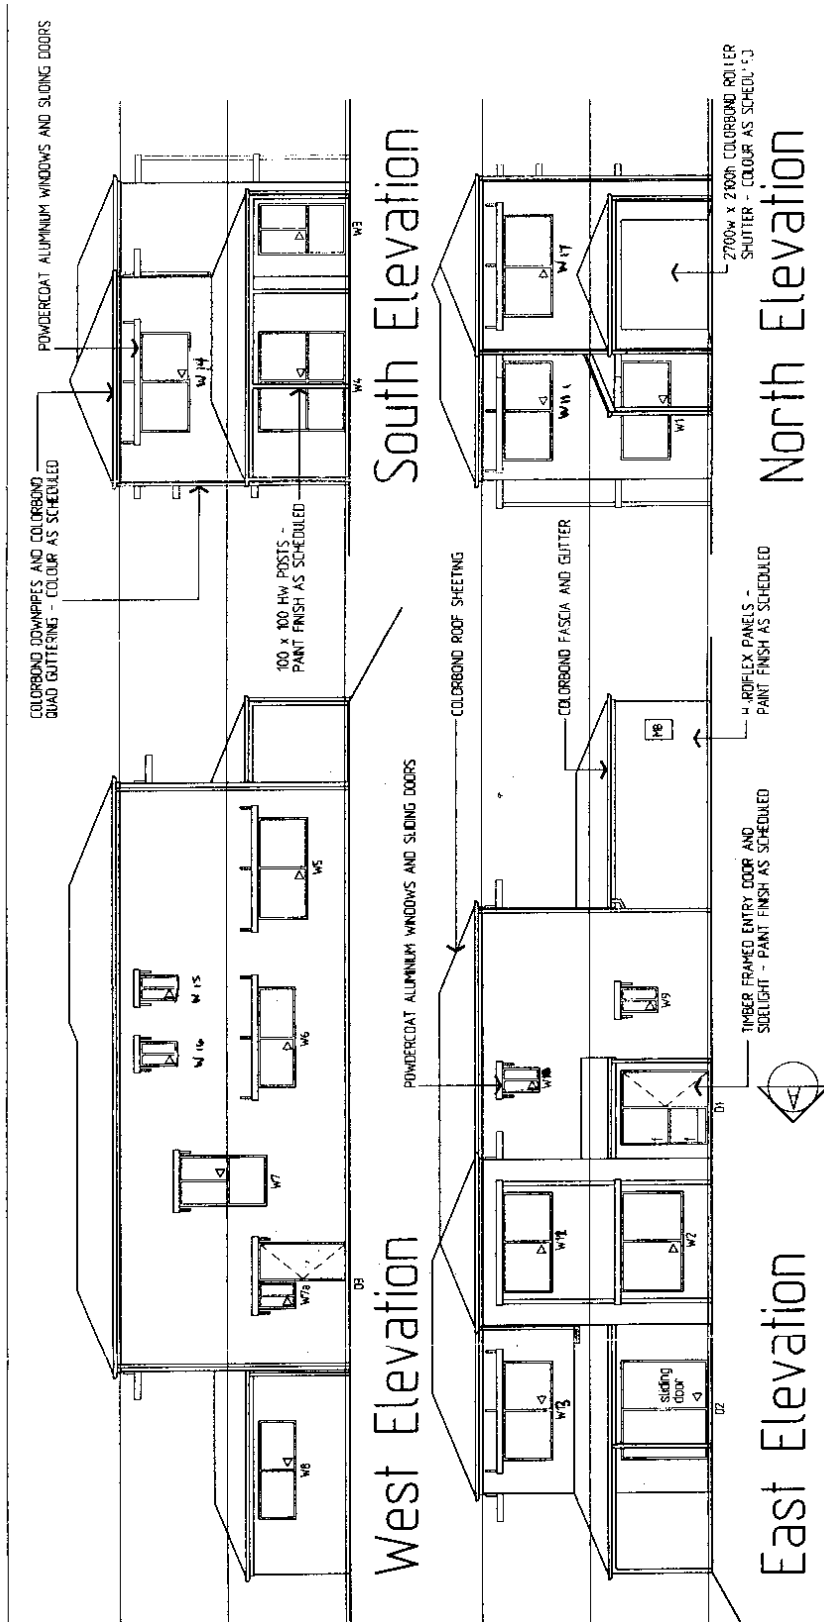 COLORBOND DOWNPIPES AND COLORBOND
QUAD GUTTERING - COLOUR AS SCHEDULED
POWDERCOAT ALUMINIUM WINDOWS AND SLIDING DOORS
100 x 100 HW POSTS -
PAINT FINISH AS SCHEDULED
W8
W7a
D3
W7
W16
W15
W6
W5
West Elevation
W14
W4
W3
South Elevation
POWDERCOAT ALUMINIUM WINDOWS AND SLIDING DOORS
COLORBOND ROOF SHEETING
COLORBOND FASCIA AND GUTTER
W13
sliding
door
D2
W12
W2
W10
D1
W9
MB
TIMBER FRAMED ENTRY DOOR AND
SIDELIGHT - PAINT FINISH AS SCHEDULED
HARDIFLEX PANELS -
PAINT FINISH AS SCHEDULED
A
East Elevation
W11
W1
W17
2700w x 2100h COLORBOND ROLLER
SHUTTER - COLOUR AS SCHEDULED
North Elevation